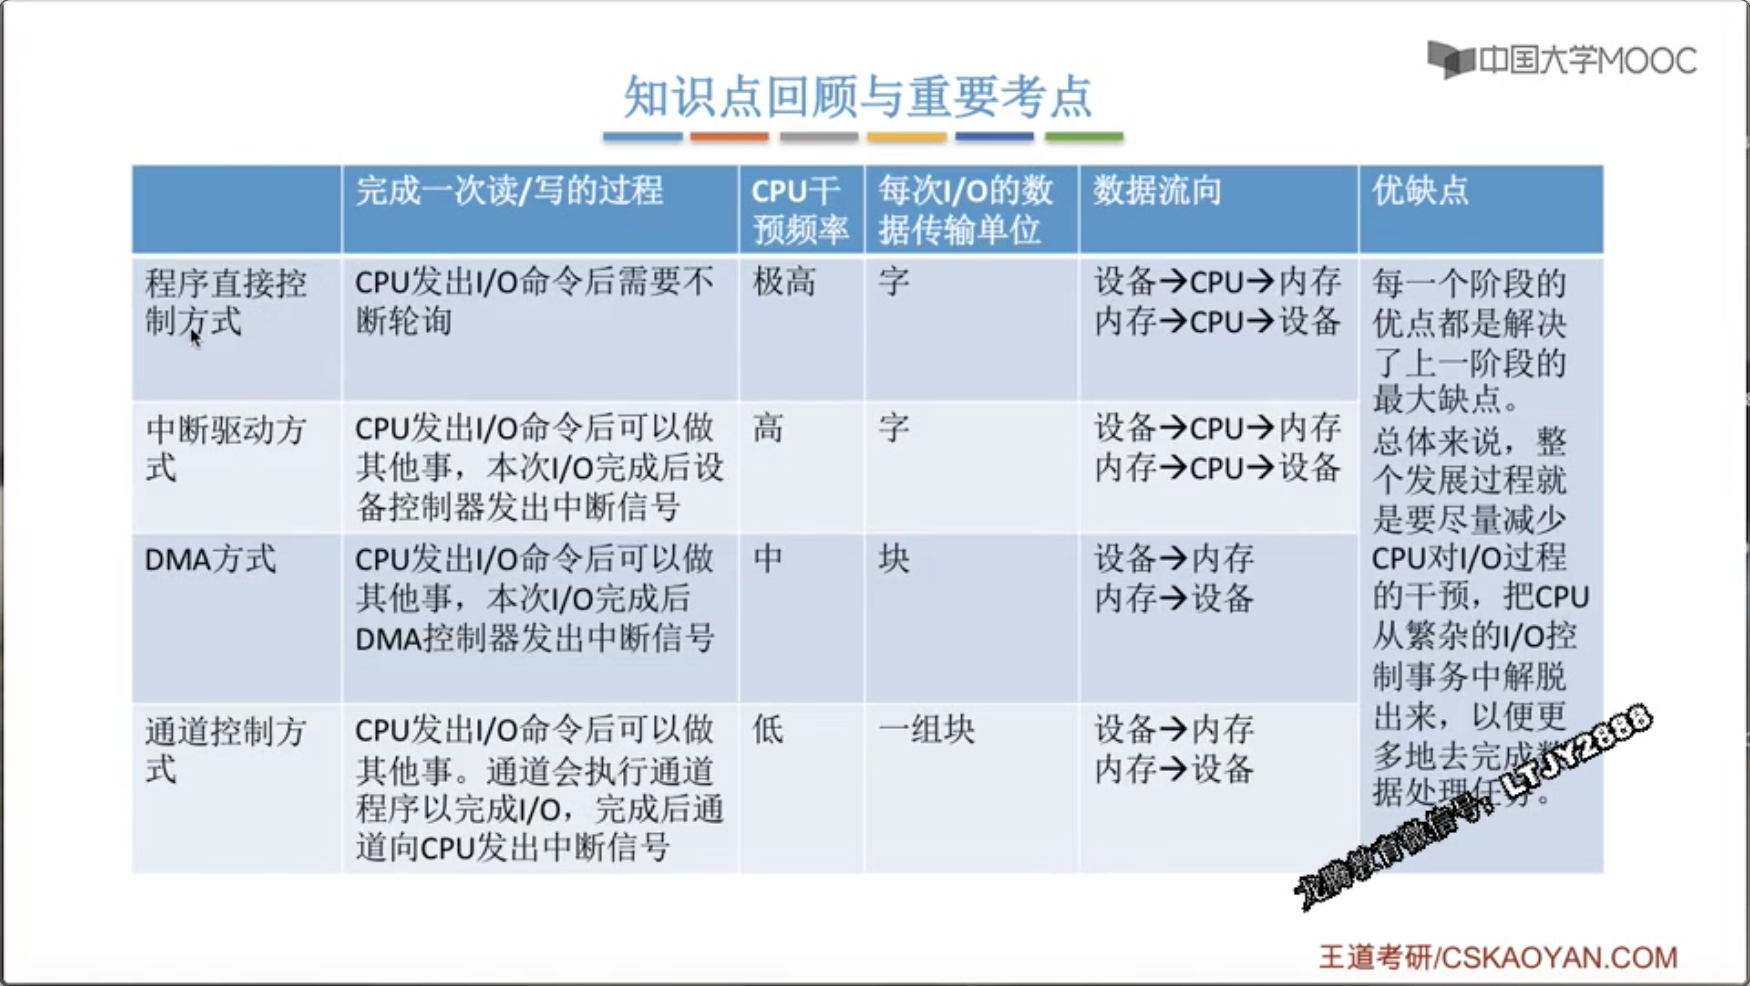 中国大学MOOC
知识点回顾与重要考点
完成一次读/写的过程
CPU干
预频率
每次I/O的数
据传输单位
数据流向
优缺点
程序直接控
制方式
CPU发出I/O命令后需要不
断轮询
极高
字
设备→CPU→内存
内存→CPU→设备
每一个阶段的
优点都是解决
了上一阶段的
最大缺点。
总体来说，整
个发展过程就
是要尽量减少
CPU对I/O过程
的干预，把CPU
从繁杂的I/O控
制事务中解脱
出来，以便更
多地去完成数
据处理任务。
中断驱动方
式
CPU发出I/O命令后可以做
其他事，本次I/O完成后设
备控制器发出中断信号
高
字
设备→CPU→内存
内存→CPU→设备
DMA方式
CPU发出I/O命令后可以做
其他事，本次I/O完成后
DMA控制器发出中断信号
中
块
设备→内存
内存→设备
通道控制方
式
CPU发出I/O命令后可以做
其他事。通道会执行通道
程序以完成I/O，完成后通
道向CPU发出中断信号
低
一组块
设备→内存
内存→设备
龙腾教育微信号：LTJY2888
王道考研/CSKAOYAN.COM